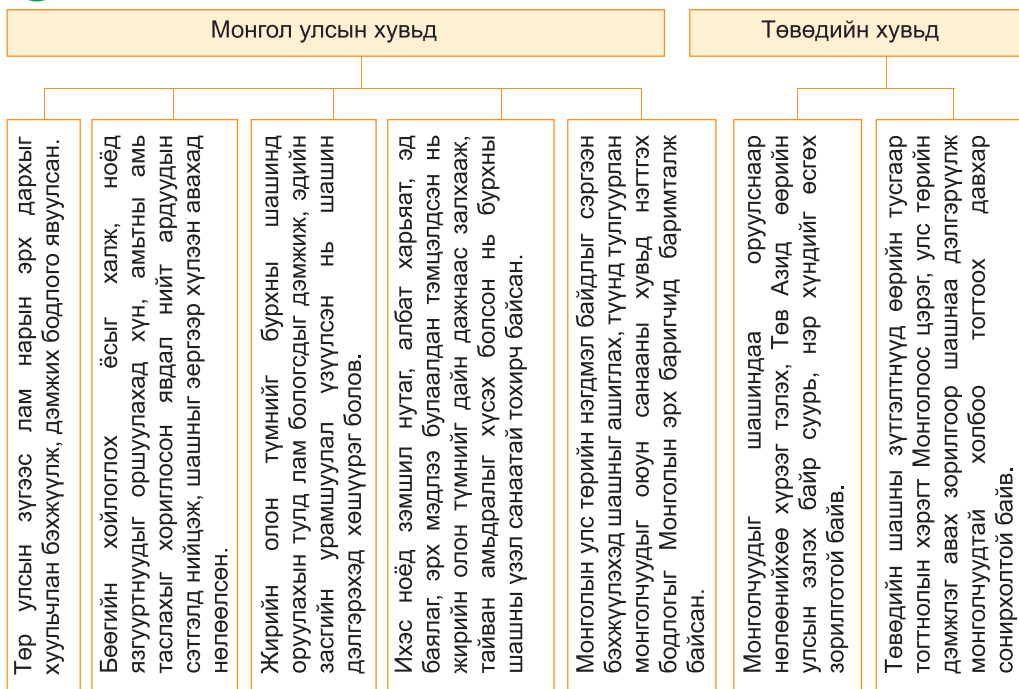 Монгол улсын хувьд
Төвөдийн хувьд
Төр улсын зүгээс лам нарын эрх дархыг
хуульчлан бэхжүүлж, дэмжих бодлого явуулсан.
Бөөгийн хойлоглох ёсыг халж, ноёд
язгууртнуудыг оршуулахад хүн, амьтны амь
таслахыг хориглосон явдал нийт ардуудын
сэтгэлд нийцэж, шашныг эергээр хүлээн авахад
нөлөөлсөн.
Жирийн олон түмнийг бурхны шашинд
оруулахын тулд лам бологсдыг дэмжиж, эдийн
засгийн урамшуулал үзүүлсэн нь шашин
дэлгэрэхэд хөшүүрэг болов.
Ихэс ноёд зэмшил нутаг, албат харьяат, эд
баялаг, эрх мэдлээ булаалдан тэмцэлдсэн нь
жирийн олон түмнийг дайн дажнаас залхааж,
тайван амьдралыг хүсэх болсон нь бурхны
шашны үзэл санаатай тохирч байсан.
Монголын улс төрийн нэгдмэл байдлыг сэргээн
бэхжүүлэхэд шашныг ашиглах, түүнд тулгуурлан
монголчуудыг оюун санааны хувьд нэгтгэх
бодлогыг Монголын эрх баригчид баримталж
байсан.
Монголчуудыг шашиндаа оруулснаар
нөлөөнийхөө хүрээг тэлэх, Төв Азид өөрийн
улсын эзлэх байр суурь, нэр хүндийг өсгөх
зорилготой байв.
Төвөдийн шашны зүтгэлтнүүд өөрийн тусгаар
тогтнолын хэрэгт Монголоос цэрэг, улс төрийн
дэмжлэг авах зорилгоор шашнаа дэлгэрүүлж
монголчуудтай холбоо тогтоох давхар
сонирхолтой байв.